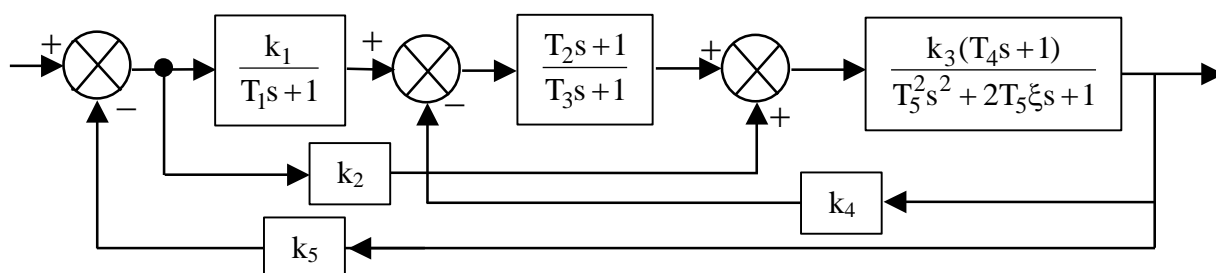 +
−
k₁
T₁s + 1
+
−
T₂s + 1
T₃s + 1
+
+
k₃(T₄s + 1)
T₅²s² + 2T₅ξs + 1
k₂
k₄
k₅